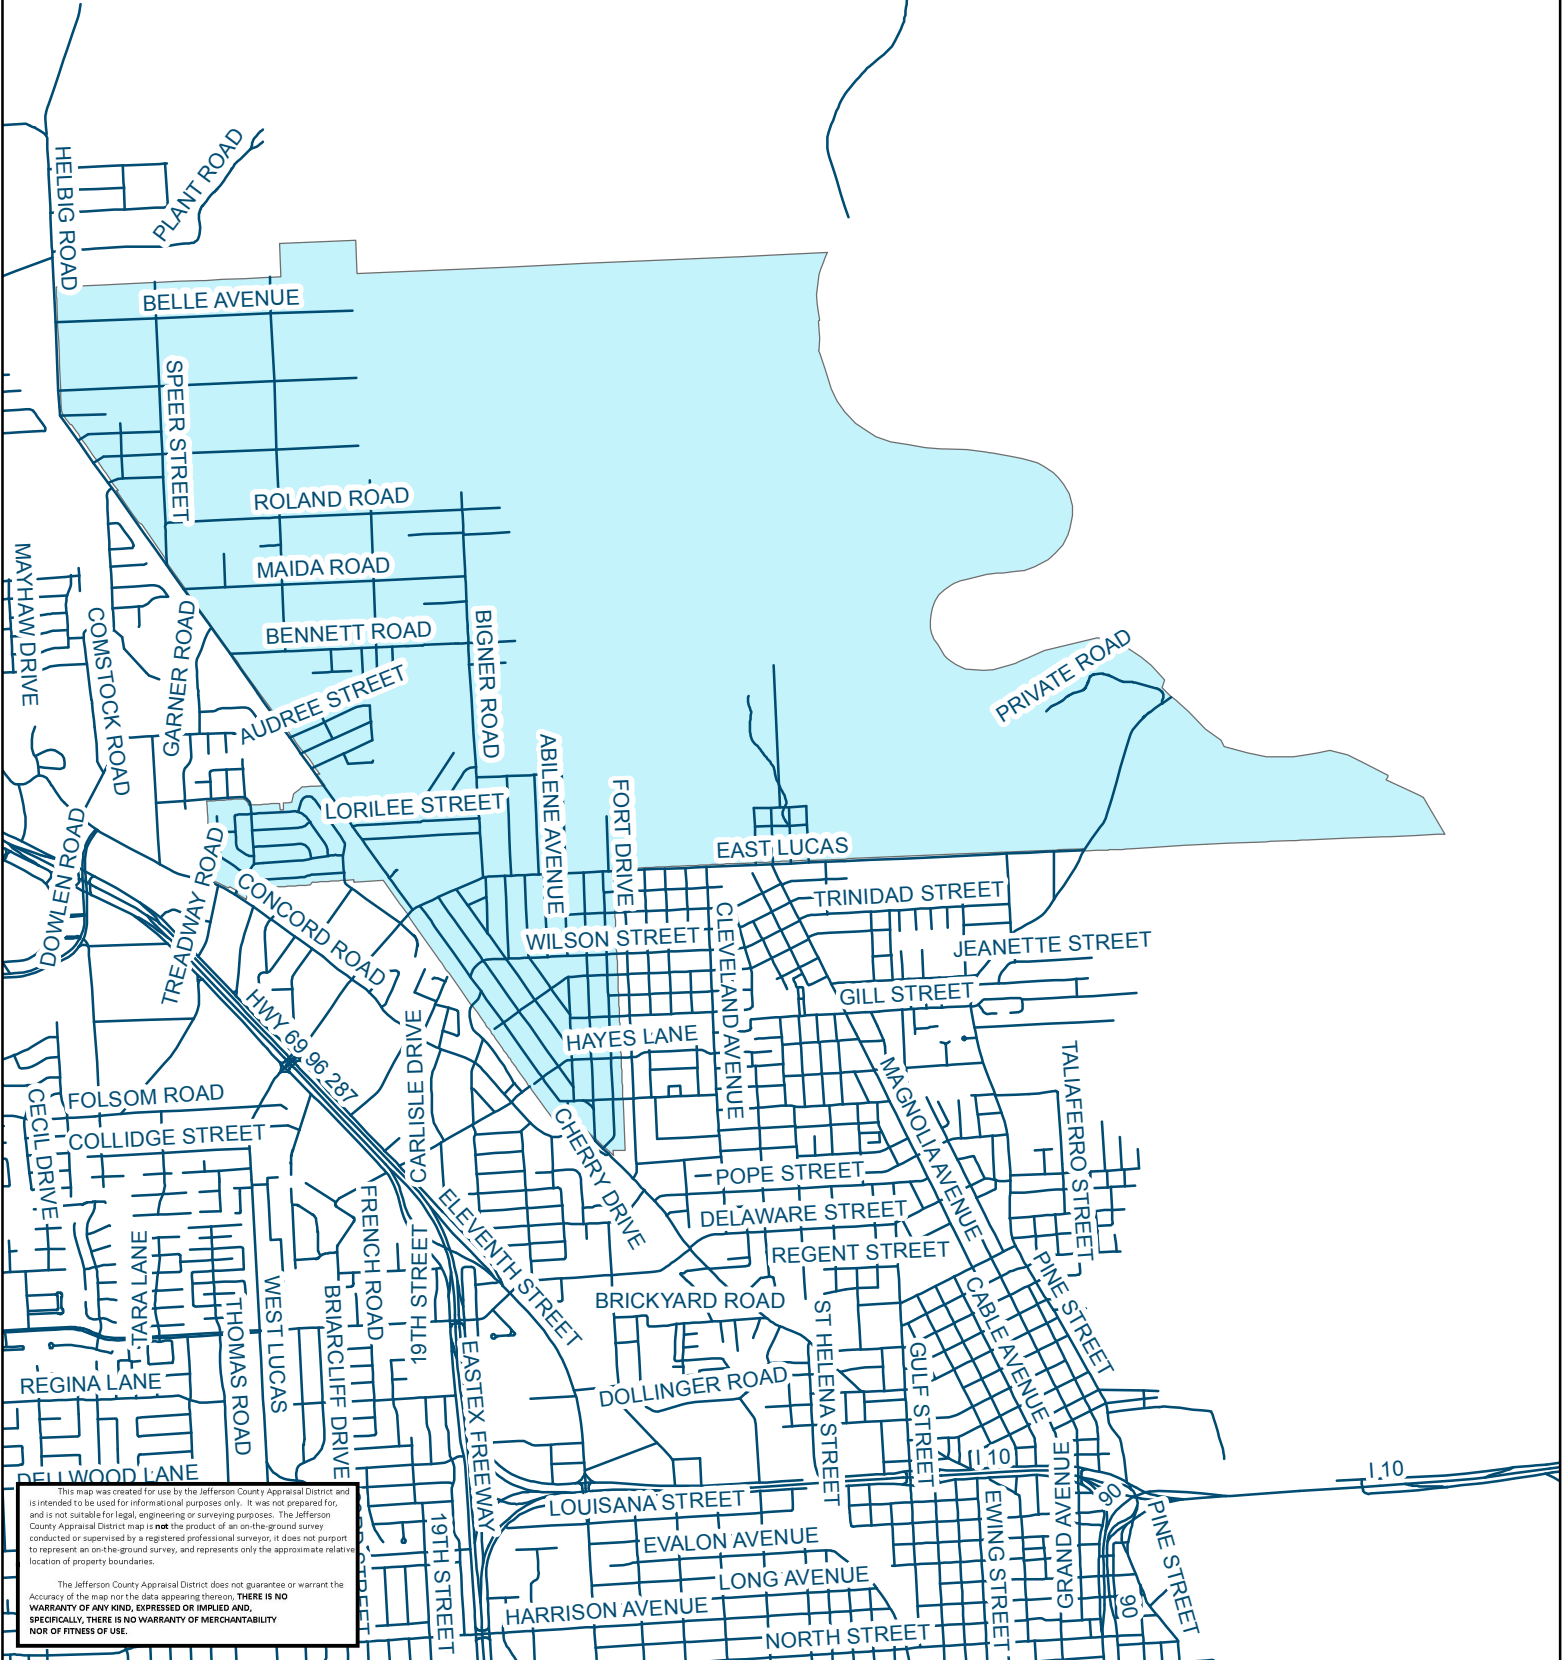 HELBIG ROAD
PLANT ROAD
BELLE AVENUE
SPEER STREET
ROLAND ROAD
MAIDA ROAD
BENNETT ROAD
BIGNER ROAD
MAYHAW DRIVE
COMSTOCK ROAD
GARNER ROAD
AUDREE STREET
PRIVATE ROAD
ABILENE AVENUE
FORT DRIVE
LORILEE STREET
EAST LUCAS
DOWLEN ROAD
TREADWAY ROAD
CONCORD ROAD
TRINIDAD STREET
CLEVELAND AVENUE
WILSON STREET
JEANETTE STREET
GILL STREET
HWY 69 96 287
CARLISLE DRIVE
HAYES LANE
MAGNOLIA AVENUE
TALIAFERRO STREET
FOLSOM ROAD
CECIL DRIVE
COLLIDGE STREET
CHERRY DRIVE
POPE STREET
DELAWARE STREET
REGENT STREET
FRENCH ROAD
ELEVENTH STREET
19TH STREET
TARA LANE
THOMAS ROAD
WEST LUCAS
BRIARCLIFF DRIVE
BRICKYARD ROAD
ST HELENA STREET
GULF STREET
CABLE AVENUE
PINE STREET
EASTEX FREEWAY
REGINA LANE
DOLLINGER ROAD
DELLWOOD LANE
I 10
I 10
90
LOUISANA STREET
GRAND AVENUE
EWING STREET
PINE STREET
19TH STREET
EVALON AVENUE
LONG AVENUE
HARRISON AVENUE
NORTH STREET
90
STREET
This map was created for use by the Jefferson County Appraisal District and
is intended to be used for informational purposes only. It was not prepared for,
and is not suitable for legal, engineering or surveying purposes. The Jefferson
County Appraisal District map is not the product of an on-the-ground survey
conducted or supervised by a registered professional surveyor, it does not purport
to represent an on-the-ground survey, and represents only the approximate relative
location of property boundaries.
The Jefferson County Appraisal District does not guarantee or warrant the
Accuracy of the map nor the data appearing thereon, THERE IS NO
WARRANTY OF ANY KIND, EXPRESSED OR IMPLIED AND,
SPECIFICALLY, THERE IS NO WARRANTY OF MERCHANTABILITY
NOR OF FITNESS OF USE.